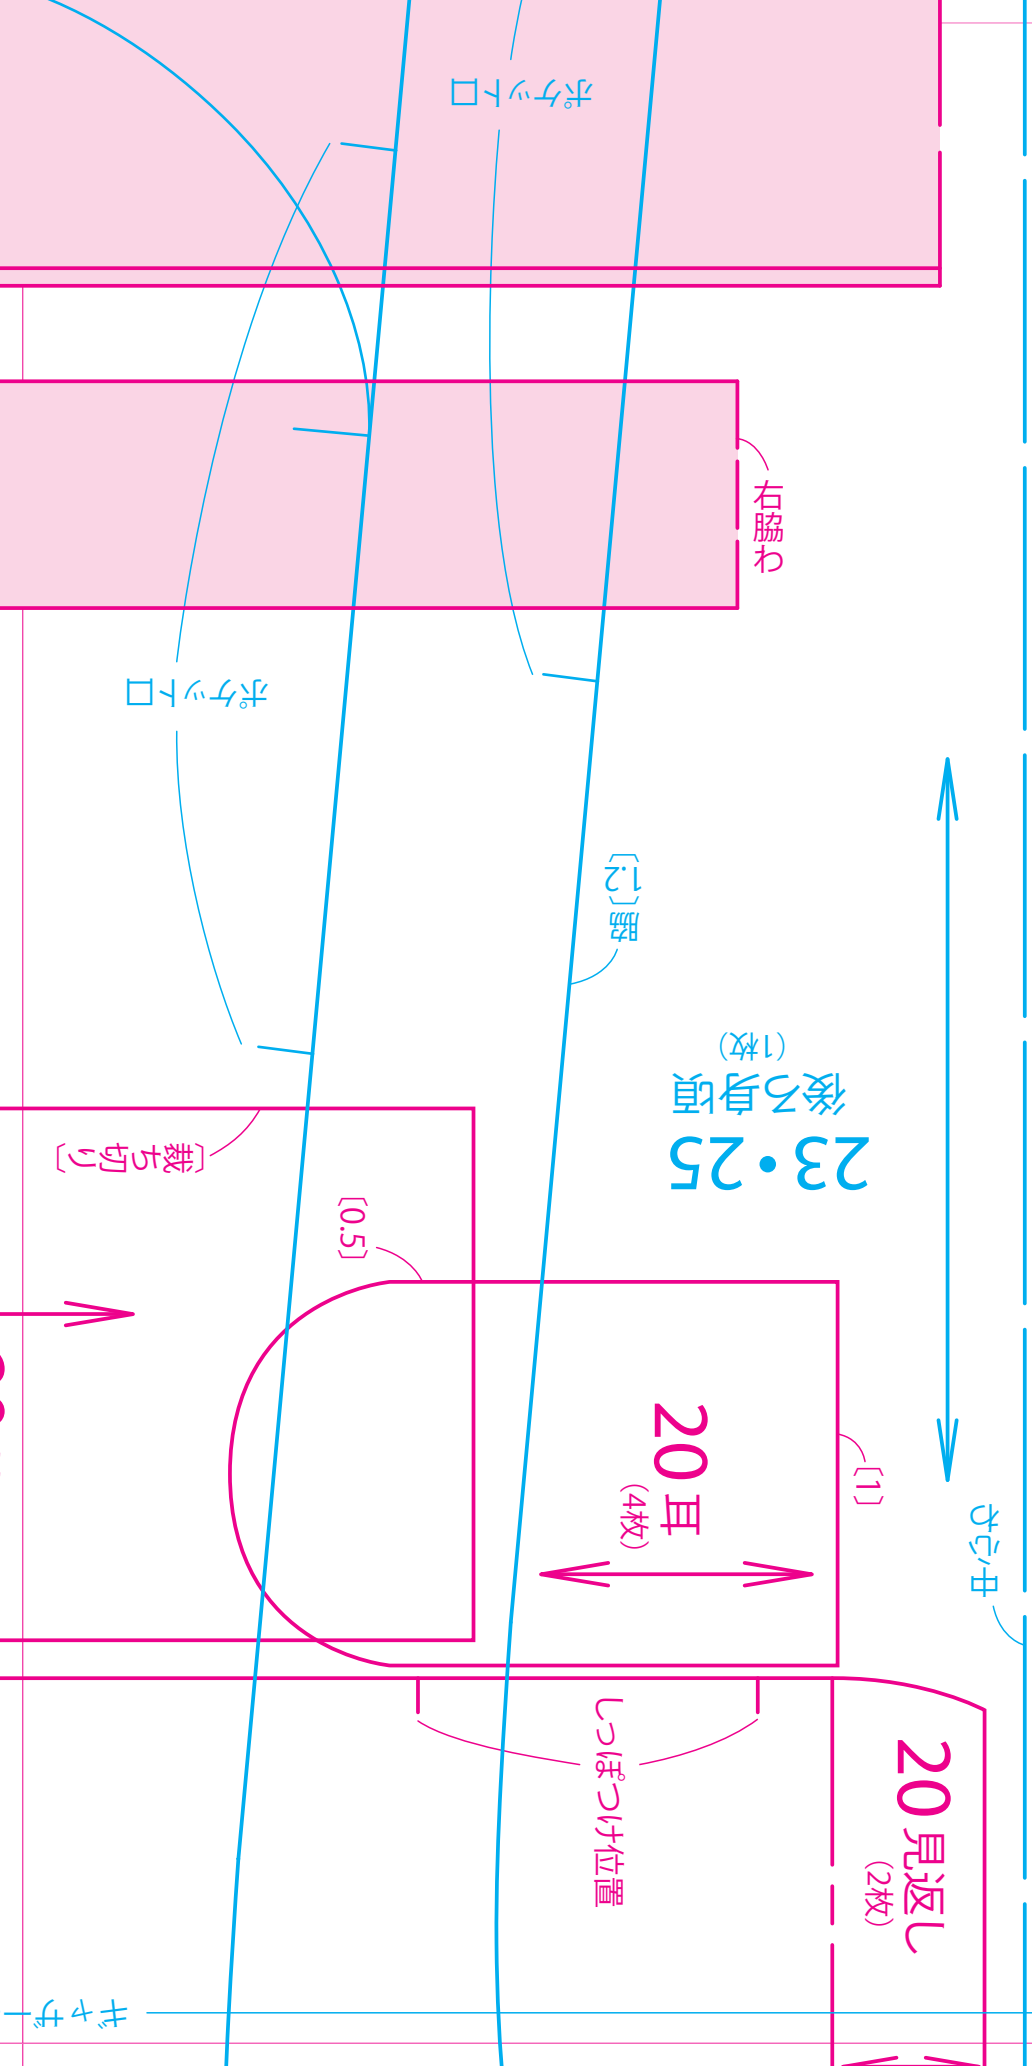 ポケット口
右脇わ
ポケット口
脇〔1.2〕
23・25
後ろ身頃
(1枚)
〔裁ち切り〕
〔0.5〕
20 耳
(4枚)
〔1〕
中心わ
しっぽつけ位置
20 見返し
(2枚)
ギャザー